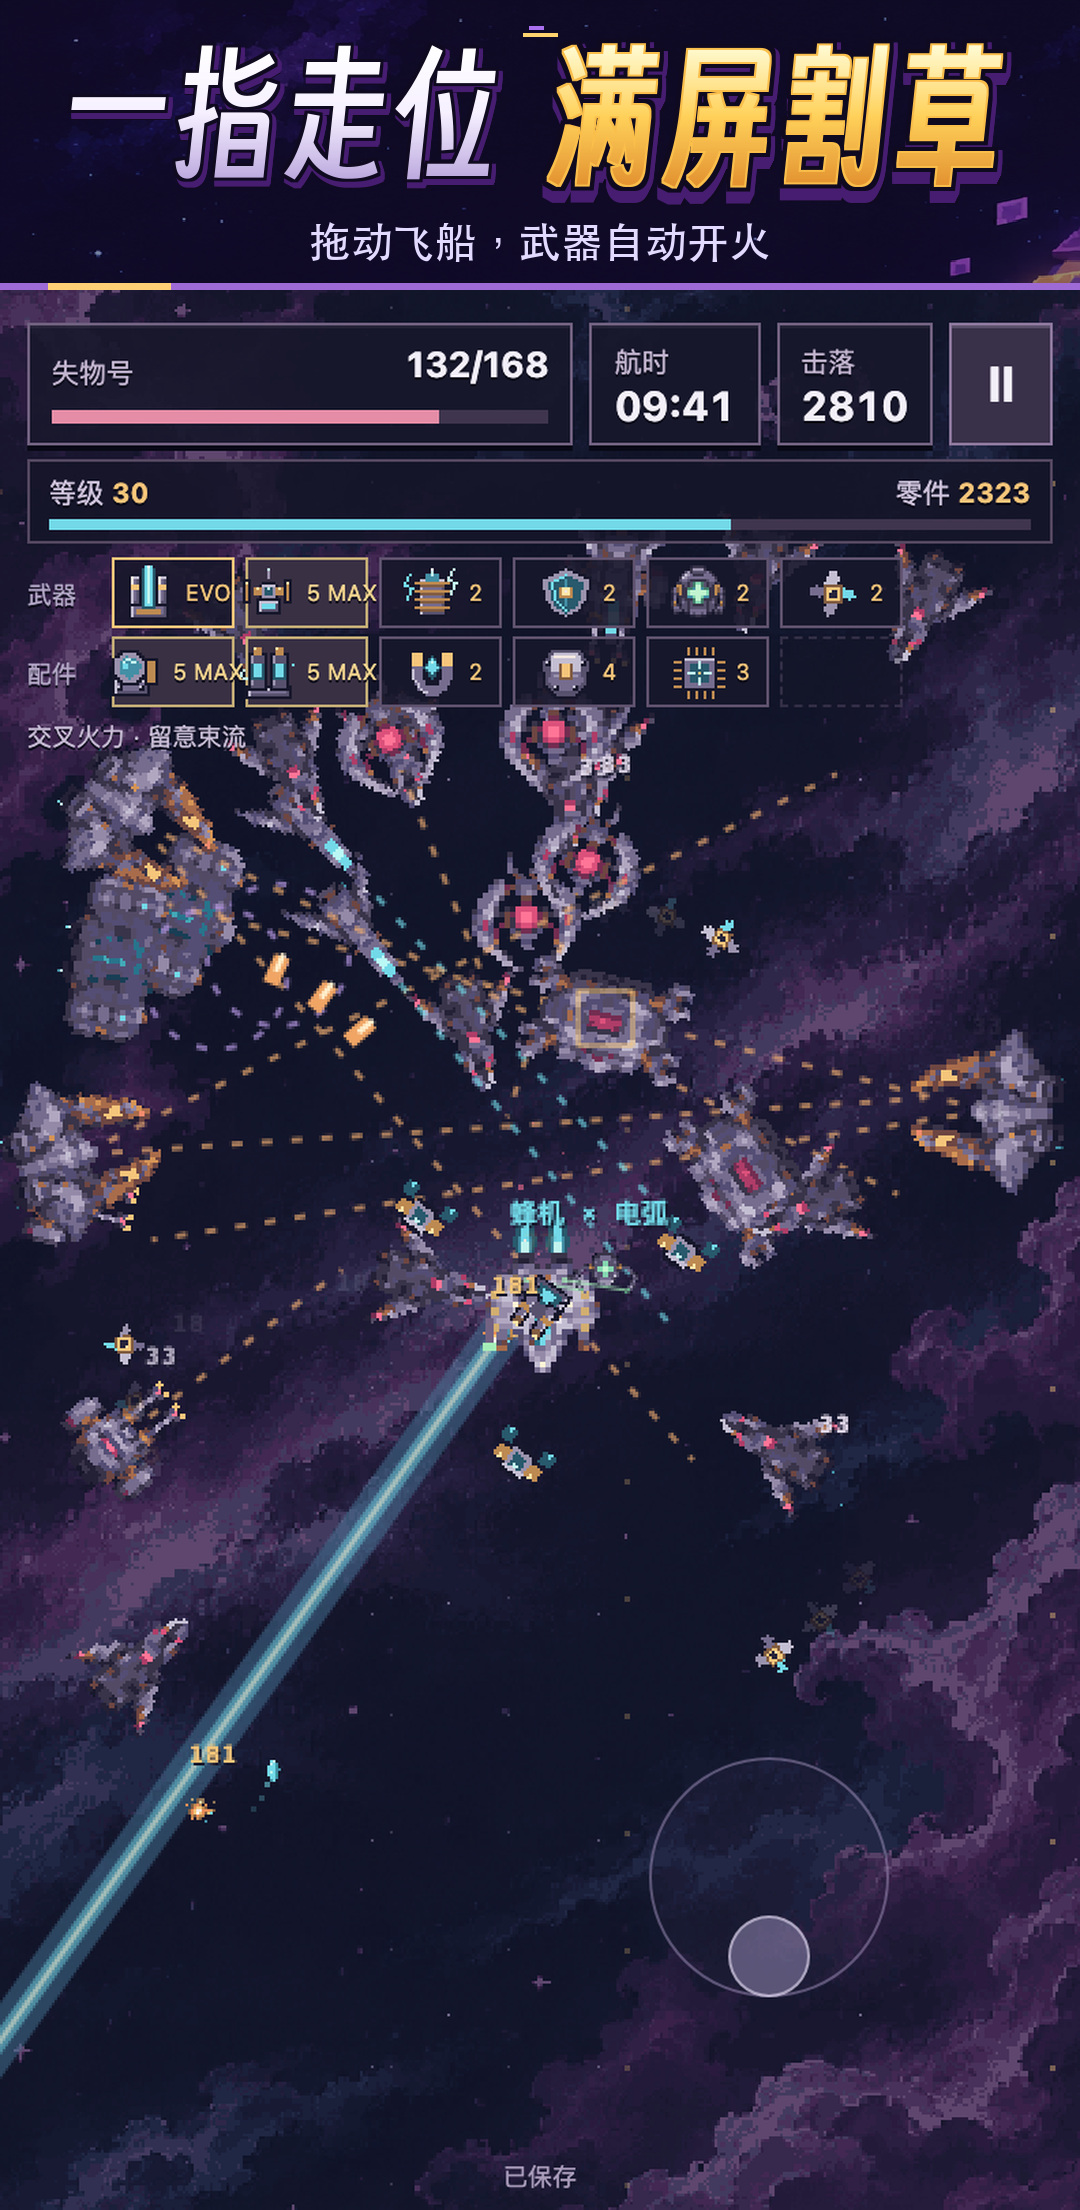 一指走位 满屏割草
拖动飞船，武器自动开火
失物号 132/168
航时 09:41
击落 2810
等级 30 零件 2323
武器 EVO 5 MAX 2 2 2 2
配件 5 MAX 5 MAX 2 4 3
交叉火力 · 留意束流
蜂机 × 电弧
181
18
18
33
33
181
已保存